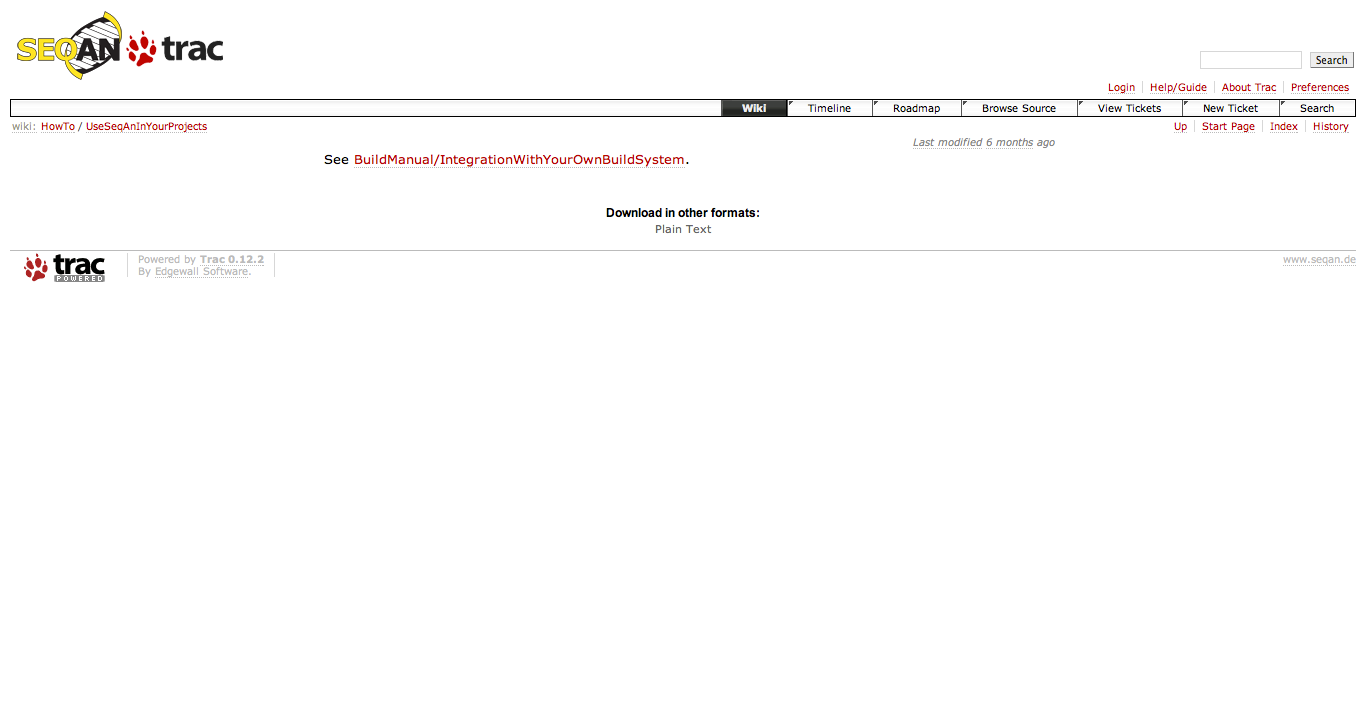 SEQAN trac
Search
Login Help/Guide About Trac Preferences
Wiki Timeline Roadmap Browse Source View Tickets New Ticket Search
wiki: HowTo / UseSeqAnInYourProjects Up Start Page Index History
Last modified 6 months ago
See BuildManual/IntegrationWithYourOwnBuildSystem.
Download in other formats:
Plain Text
trac POWERED
Powered by Trac 0.12.2
By Edgewall Software.
www.seqan.de